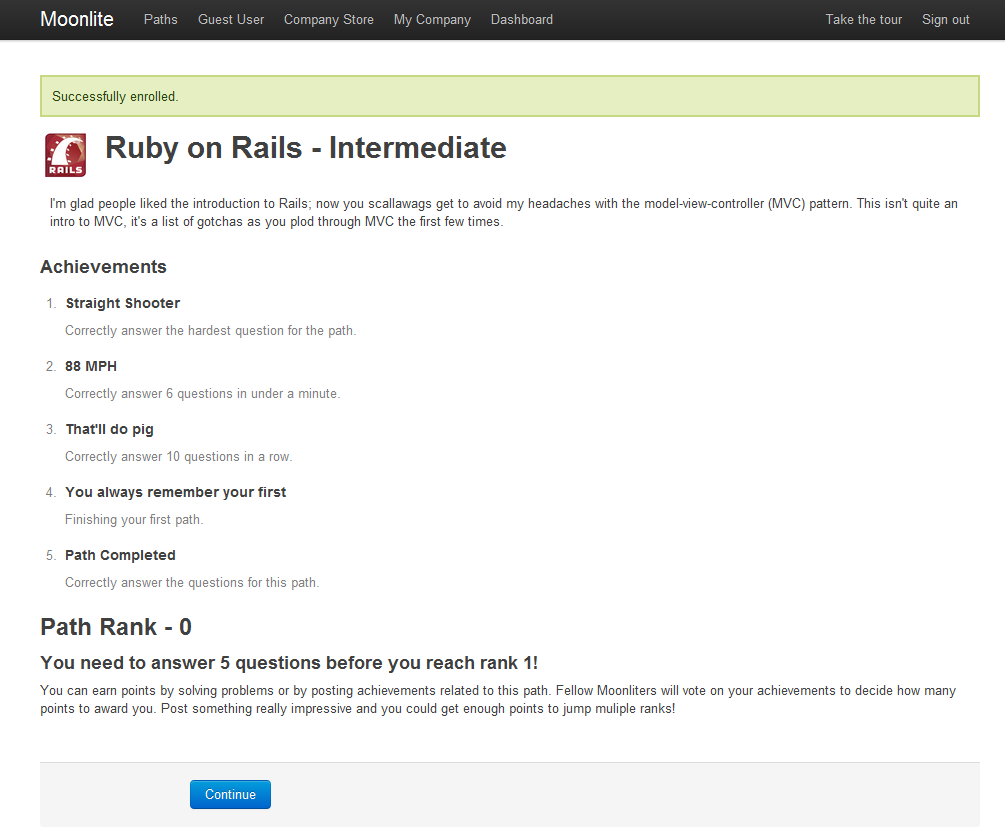 Moonlite Paths Guest User Company Store My Company Dashboard Take the tour Sign out
Successfully enrolled.
RAILS
Ruby on Rails - Intermediate
I'm glad people liked the introduction to Rails; now you scallawags get to avoid my headaches with the model-view-controller (MVC) pattern. This isn't quite an
intro to MVC, it's a list of gotchas as you plod through MVC the first few times.
Achievements
1. Straight Shooter
Correctly answer the hardest question for the path.
2. 88 MPH
Correctly answer 6 questions in under a minute.
3. That'll do pig
Correctly answer 10 questions in a row.
4. You always remember your first
Finishing your first path.
5. Path Completed
Correctly answer the questions for this path.
Path Rank - 0
You need to answer 5 questions before you reach rank 1!
You can earn points by solving problems or by posting achievements related to this path. Fellow Moonliters will vote on your achievements to decide how many
points to award you. Post something really impressive and you could get enough points to jump muliple ranks!
Continue